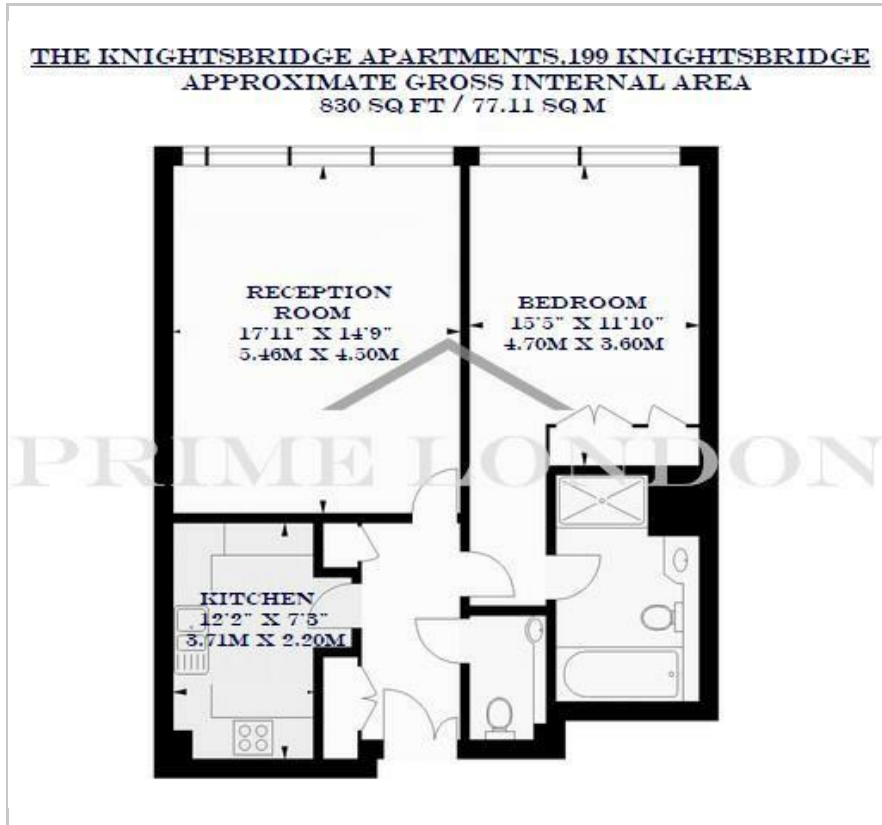 THE KNIGHTSBRIDGE APARTMENTS,199 KNIGHTSBRIDGE
APPROXIMATE GROSS INTERNAL AREA
830 SQ FT / 77.11 SQ M
RECEPTION
ROOM
17'11" X 14'9"
5.46M X 4.50M
BEDROOM
15'5" X 11'10"
4.70M X 3.60M
PRIME LONDON
KITCHEN
12'2" X 7'3"
3.71M X 2.20M